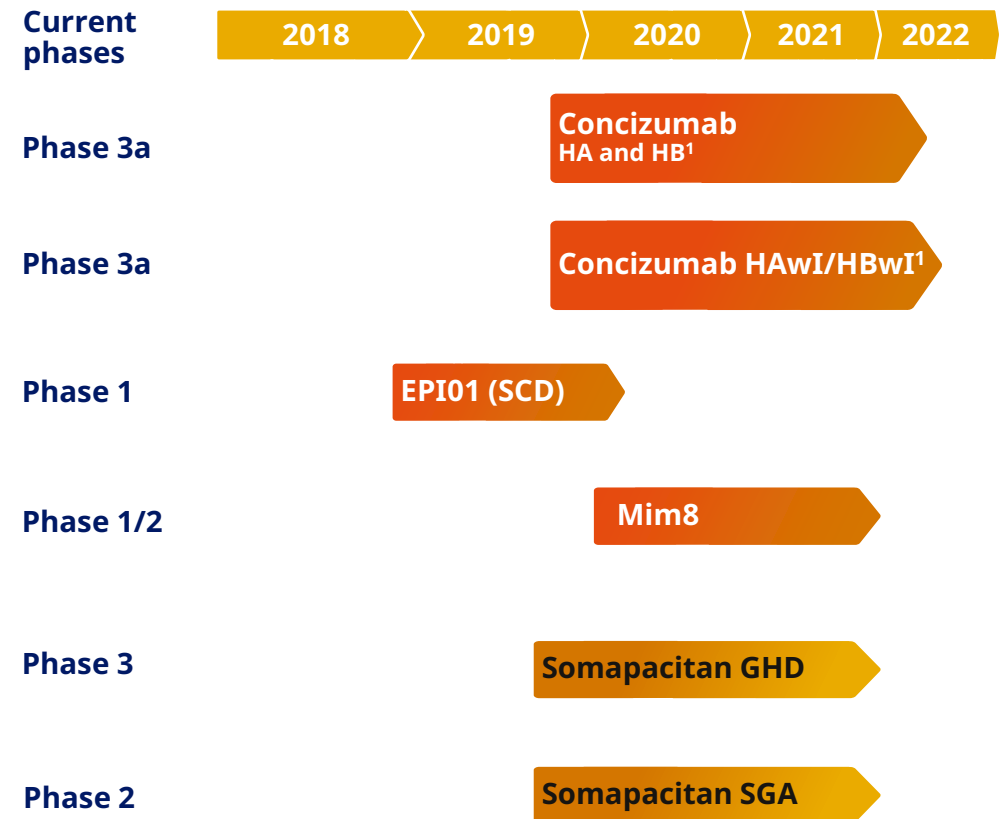 Current
phases
2018 2019 2020 2021 2022
Phase 3a
Concizumab
HA and HB¹
Phase 3a
Concizumab HAwI/HBwI¹
Phase 1
EPI01 (SCD)
Phase 1/2
Mim8
Phase 3
Somapacitan GHD
Phase 2
Somapacitan SGA